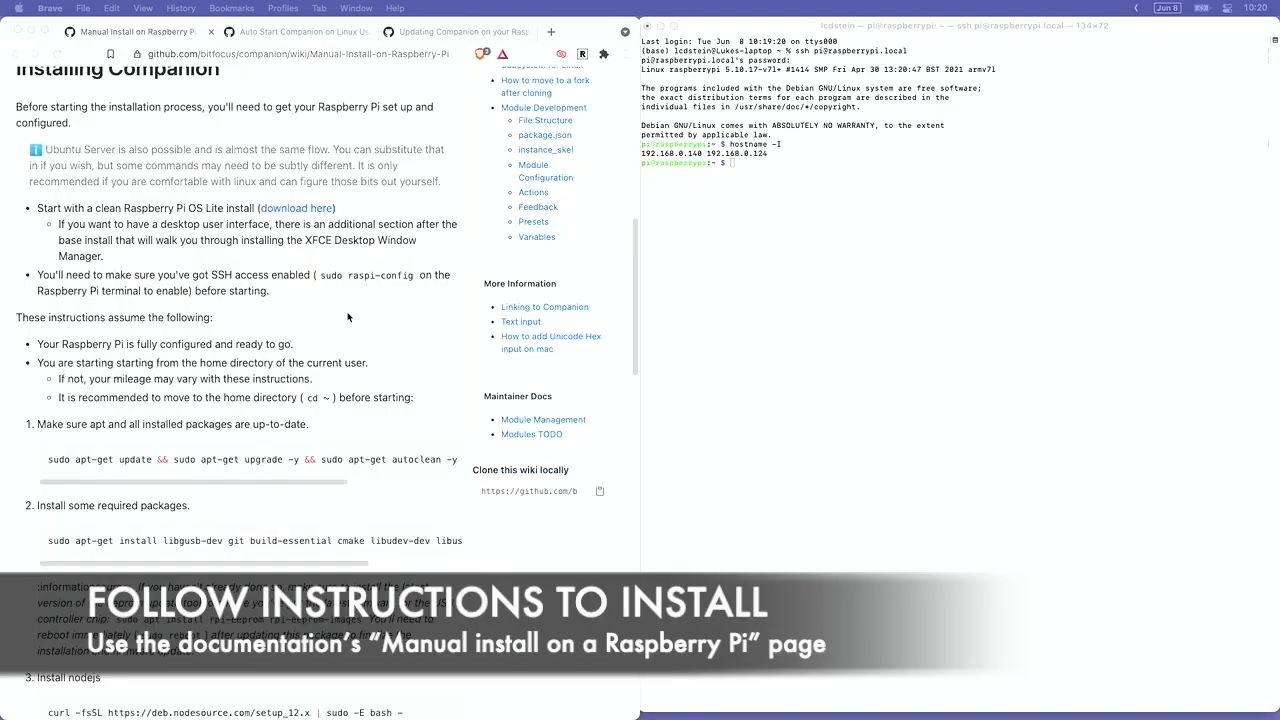 Brave File Edit View History Bookmarks Profiles Tab Window Help
Jun 8 10:20
Manual Install on Raspberry Pi
Auto Start Companion on Linux Us
Updating Companion on your Rasp
github.com/bitfocus/companion/wiki/Manual-Install-on-Raspberry-Pi
Installing Companion
Before starting the installation process, you'll need to get your Raspberry Pi set up and
configured.
Ubuntu Server is also possible and is almost the same flow. You can substitute that
in if you wish, but some commands may need to be subtly different. It is only
recommended if you are comfortable with linux and can figure those bits out yourself.
Start with a clean Raspberry Pi OS Lite install (download here)
If you want to have a desktop user interface, there is an additional section after the
base install that will walk you through installing the XFCE Desktop Window
Manager.
You'll need to make sure you've got SSH access enabled ( sudo raspi-config on the
Raspberry Pi terminal to enable) before starting.
These instructions assume the following:
Your Raspberry Pi is fully configured and ready to go.
You are starting starting from the home directory of the current user.
If not, your mileage may vary with these instructions.
It is recommended to move to the home directory ( cd ~ ) before starting:
1. Make sure apt and all installed packages are up-to-date.
sudo apt-get update && sudo apt-get upgrade -y && sudo apt-get autoclean -y
2. Install some required packages.
sudo apt-get install libgusb-dev git build-essential cmake libudev-dev libus
3. Install nodejs
curl -fsSL https://deb.nodesource.com/setup_12.x | sudo -E bash -
How to move to a fork
after cloning
Module Development
File Structure
package.json
instance_skel
Module
Configuration
Actions
Feedback
Presets
Variables
More Information
Linking to Companion
Text input
How to add Unicode Hex
input on mac
Maintainer Docs
Module Management
Modules TODO
Clone this wiki locally
https://github.com/b
lcdstein — pi@raspberrypi: ~ — ssh pi@raspberrypi.local — 134×72
Last login: Tue Jun  8 10:19:20 on ttys000
(base) lcdstein@Lukes-laptop ~ % ssh pi@raspberrypi.local
pi@raspberrypi.local's password:
Linux raspberrypi 5.10.17-v7l+ #1414 SMP Fri Apr 30 13:20:47 BST 2021 armv7l
The programs included with the Debian GNU/Linux system are free software;
the exact distribution terms for each program are described in the
individual files in /usr/share/doc/*/copyright.
Debian GNU/Linux comes with ABSOLUTELY NO WARRANTY, to the extent
permitted by applicable law.
pi@raspberrypi:~ $ hostname -I
192.168.0.140 192.168.0.124
pi@raspberrypi:~ $
FOLLOW INSTRUCTIONS TO INSTALL
Use the documentation's “Manual install on a Raspberry Pi” page